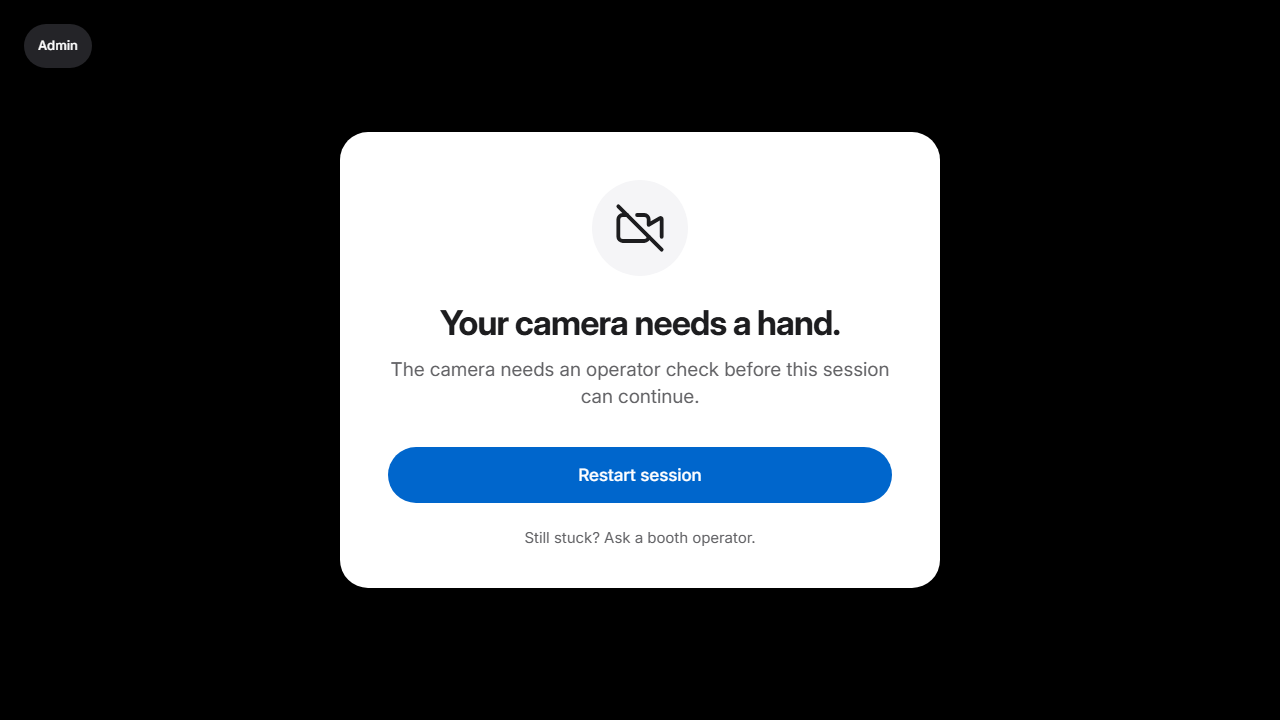 Admin
Your camera needs a hand.
The camera needs an operator check before this session
can continue.
Restart session
Still stuck? Ask a booth operator.